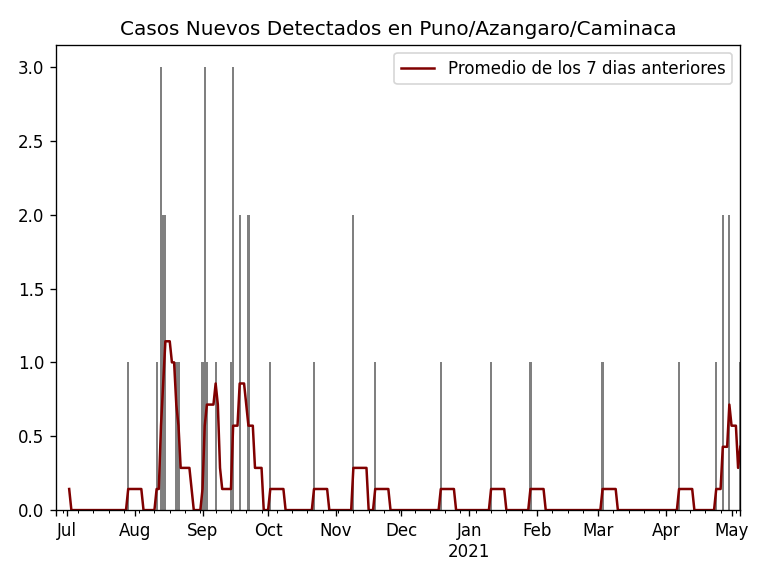 Casos Nuevos Detectados en Puno/Azangaro/Caminaca
Promedio de los 7 dias anteriores
3.0
2.5
2.0
1.5
1.0
0.5
0.0
Jul Aug Sep Oct Nov Dec Jan Feb Mar Apr May
2021